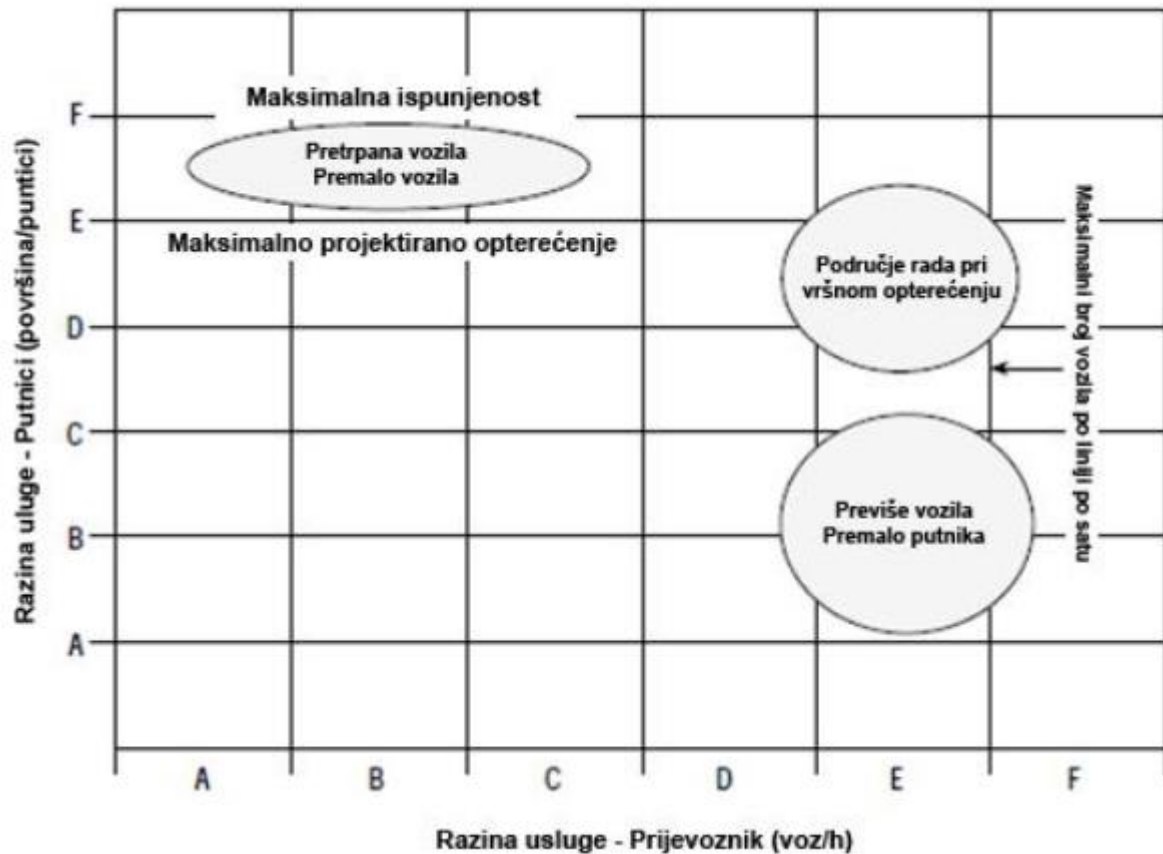 Maksimalna ispunjenost
Pretrpana vozila
Premalo vozila
Maksimalno projektirano opterećenje
Područje rada pri
vršnom opterećenju
Previše vozila
Premalo putnika
Maksimalni broj vozila po liniji po satu
Razina uluge - Putnici (površina/puntici)
F
E
D
C
B
A
A B C D E F
Razina usluge - Prijevoznik (voz/h)